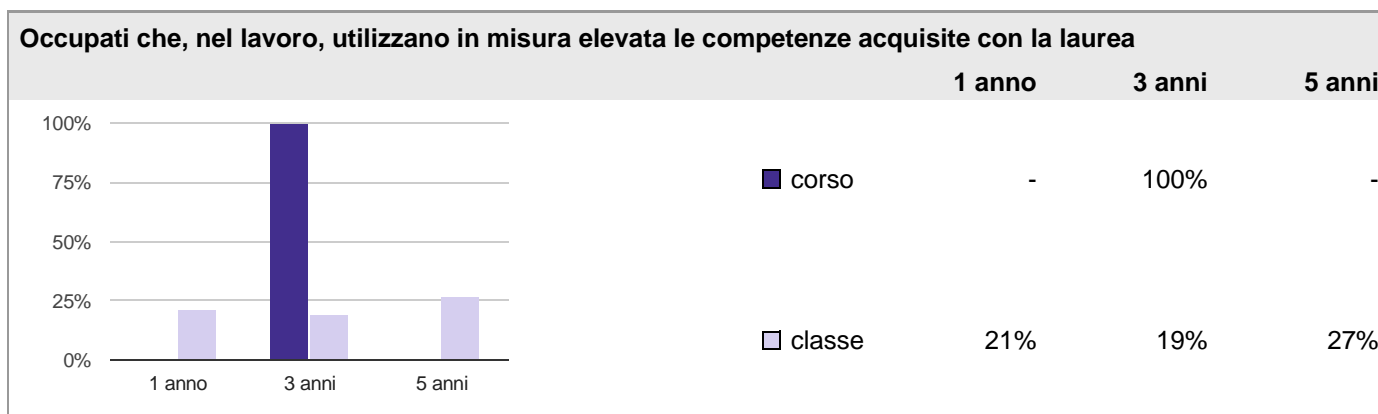 Occupati che, nel lavoro, utilizzano in misura elevata le competenze acquisite con la laurea
1 anno 3 anni 5 anni
100%
75%
50%
25%
0%
1 anno 3 anni 5 anni
corso - 100% -
classe 21% 19% 27%